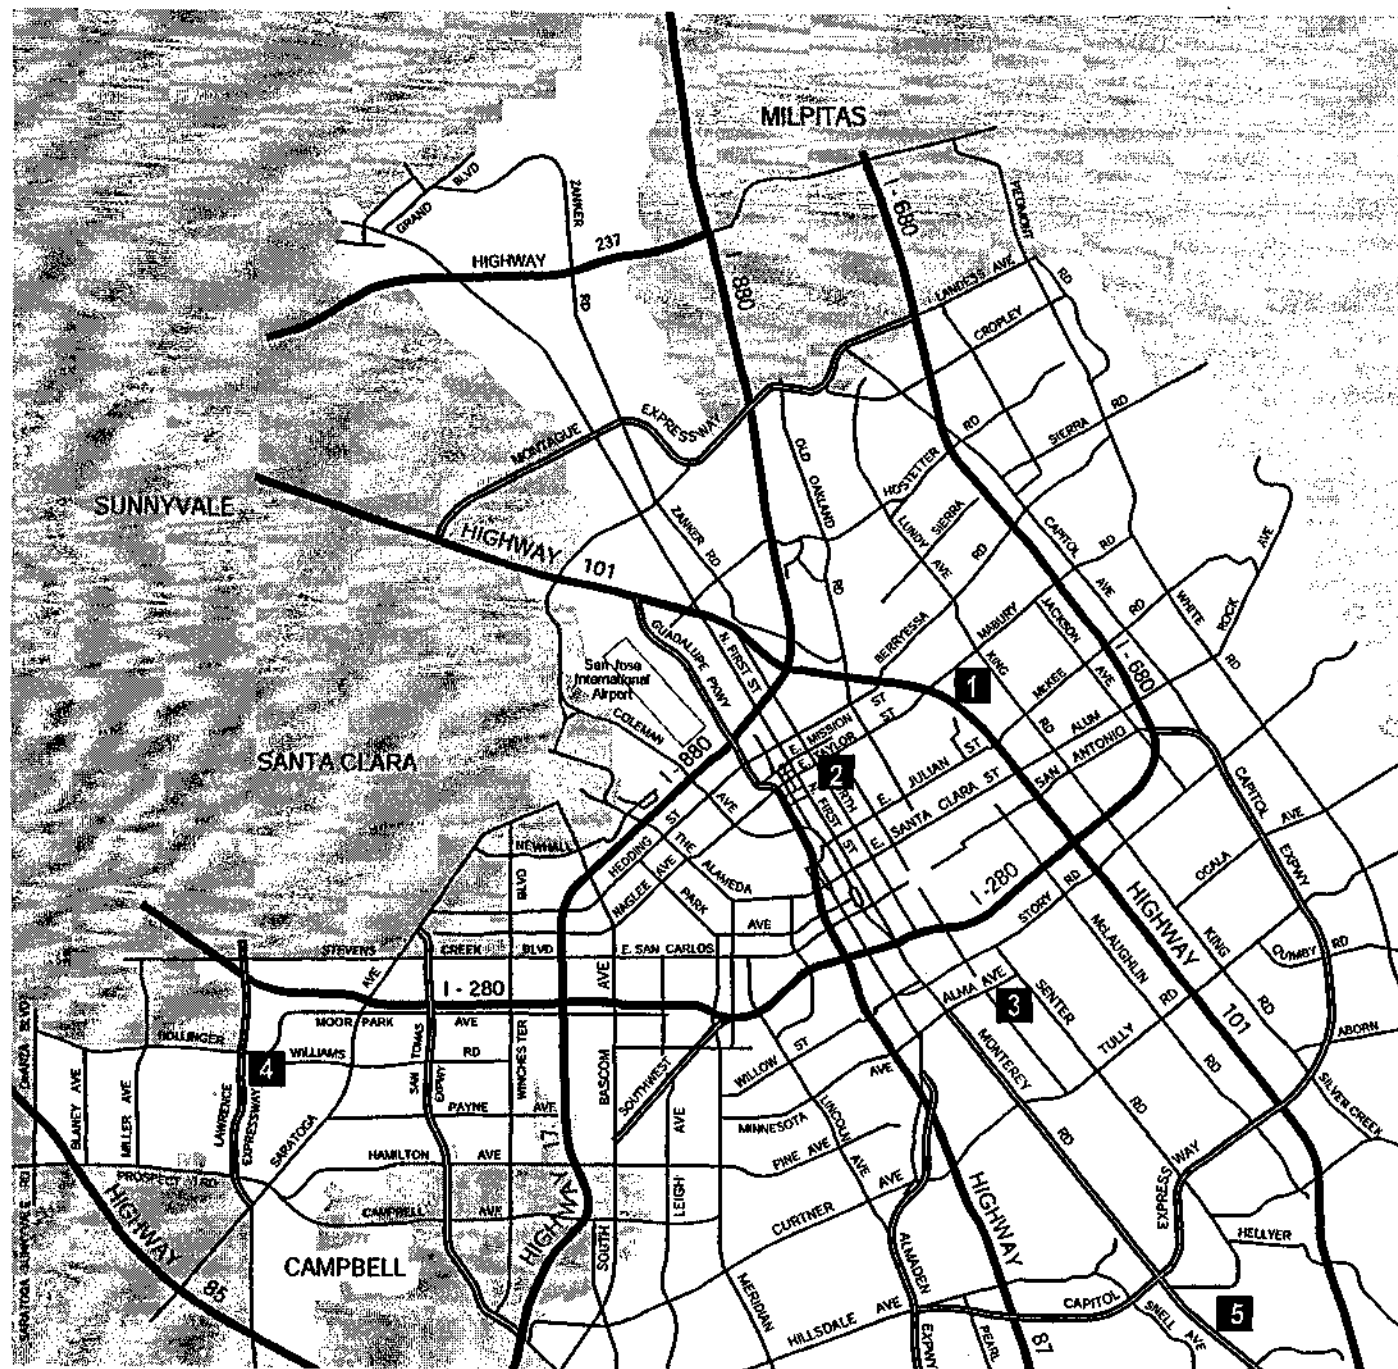 MILPITAS
GRAND BLVD
ZANKER RD
HIGHWAY 237
880
I - 680
PIEDMONT RD
LANDESS AVE
CROPLEY
SIERRA RD
MONTAGUE EXPRESSWAY
OLD OAKLAND RD
HOSTETTER RD
LUNDY AVE
SIERRA RD
SUNNYVALE
HIGHWAY 101
ZANKER RD
CAPITOL AVE
RD
WHITE RD
ROCK AVE
BERRYESSA
MABURY RD
JACKSON AVE
I - 680
KING RD
MCKEE
ALUM
GUADALUPE PKWY
N. FIRST ST
San Jose
International
Airport
COLEMAN AVE
1
E. MISSION ST
E. TAYLOR ST
2
E. JULIAN ST
SAN ANTONIO
E. SANTA CLARA ST
N. FIRST ST
SANTA CLARA
I - 880
HEDDING ST
THE ALAMEDA
NAGLEE AVE
PARK AVE
NEWHALL
BLVD
CAPITOL EXPWY
OCALA AVE
I - 280
STORY RD
HIGHWAY 101
McLAUGHLIN RD
KING RD
QUIMBY RD
ABORN
STEVENS CREEK BLVD
E. SAN CARLOS
I - 280
MOOR PARK AVE
BOLLINGER
WILLIAMS RD
4
SAN TOMAS EXPWY
WINCHESTER
BASCOM AVE
SOUTHWEST
ALMA AVE
3
SENTER RD
MONTEREY RD
TULLY RD
WILLOW ST
AVE
MINNESOTA
LINCOLN AVE
PINE AVE
CURTNER AVE
SILVER CREEK
BLANEY AVE
MILLER AVE
LAWRENCE EXPRESSWAY
SARATOGA AVE
PAYNE AVE
HAMILTON AVE
CAMPBELL AVE
LEIGH AVE
PROSPECT RD
SARATOGA SUNNYVALE RD
BLVD
HIGHWAY 85
CAMPBELL
HIGHWAY 17
SOUTH
MERIDIAN
ALMADEN EXPWY
HILLSDALE AVE
HIGHWAY 87
PEARL
CAPITOL EXPRESSWAY
SNELL AVE
HELLYER
5